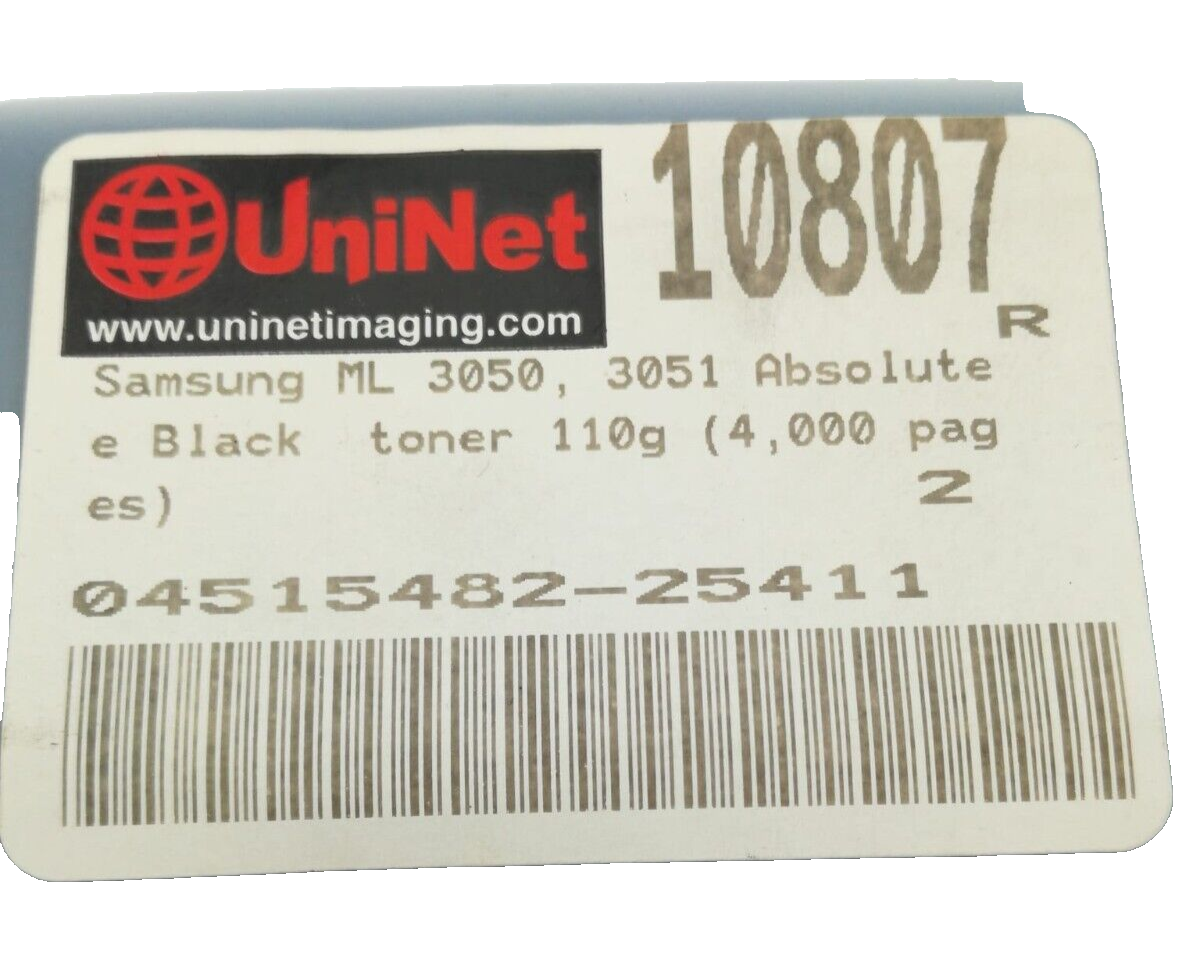 UniNet
www.uninetimaging.com
10807
R
Samsung ML 3050, 3051 Absolute
e Black  toner 110g (4,000 pag
es)
2
04515482-25411